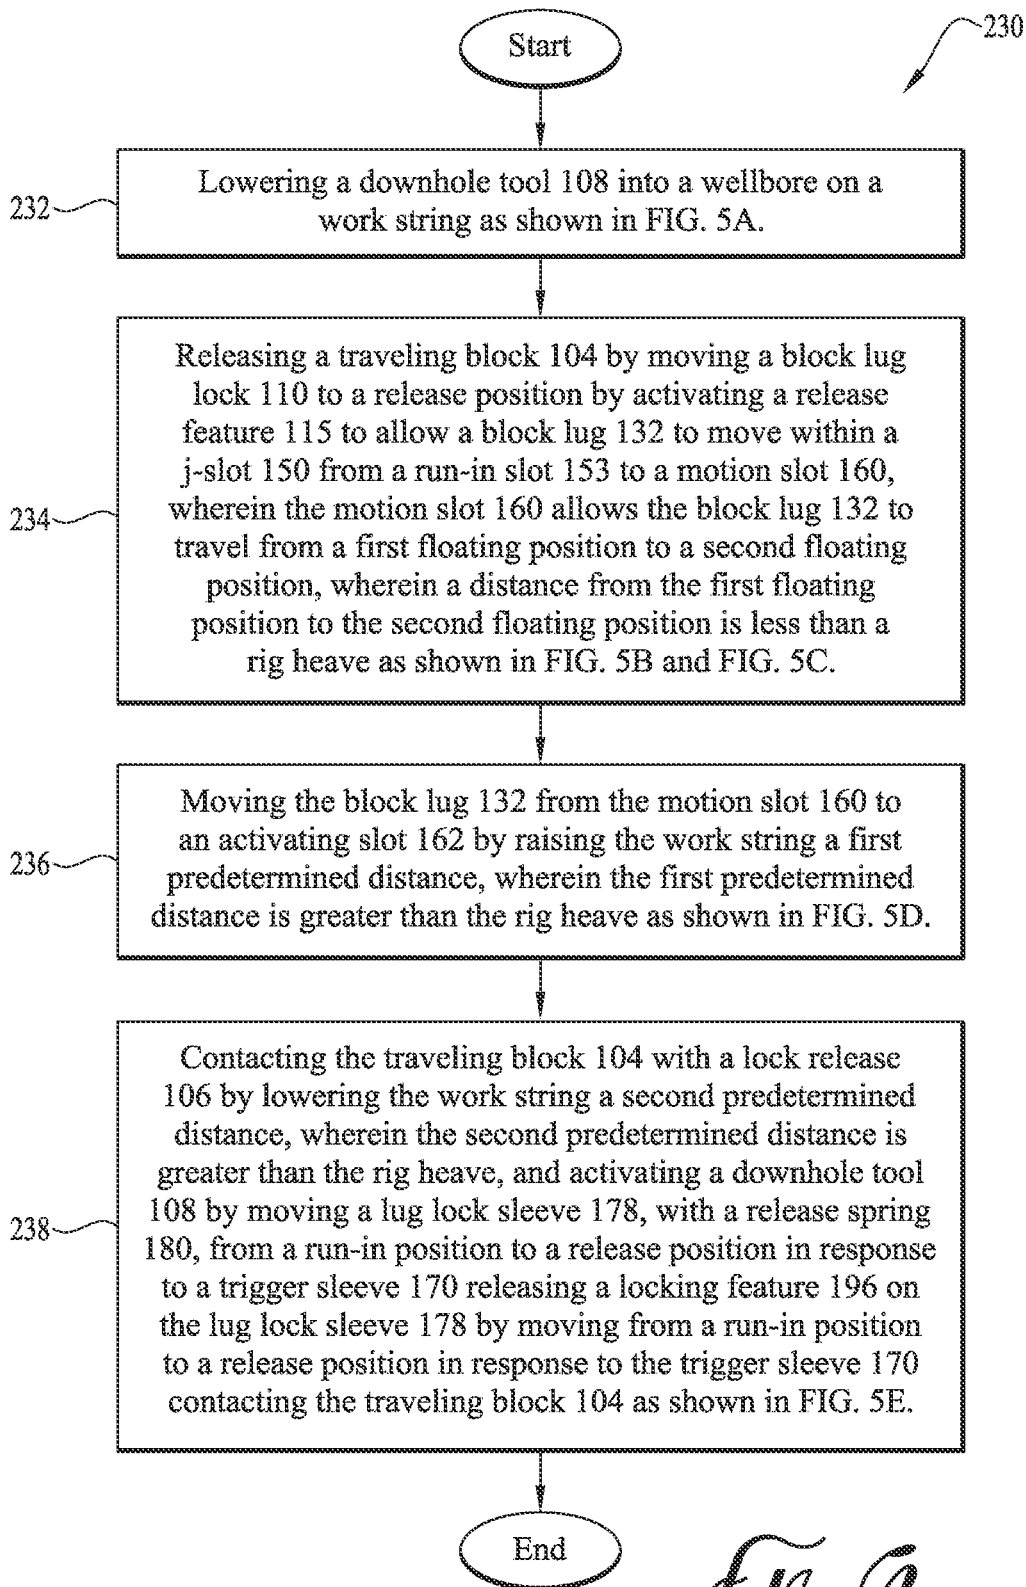 Start
230
232
Lowering a downhole tool 108 into a wellbore on a
work string as shown in FIG. 5A.
234
Releasing a traveling block 104 by moving a block lug
lock 110 to a release position by activating a release
feature 115 to allow a block lug 132 to move within a
j-slot 150 from a run-in slot 153 to a motion slot 160,
wherein the motion slot 160 allows the block lug 132 to
travel from a first floating position to a second floating
position, wherein a distance from the first floating
position to the second floating position is less than a
rig heave as shown in FIG. 5B and FIG. 5C.
236
Moving the block lug 132 from the motion slot 160 to
an activating slot 162 by raising the work string a first
predetermined distance, wherein the first predetermined
distance is greater than the rig heave as shown in FIG. 5D.
238
Contacting the traveling block 104 with a lock release
106 by lowering the work string a second predetermined
distance, wherein the second predetermined distance is
greater than the rig heave, and activating a downhole tool
108 by moving a lug lock sleeve 178, with a release spring
180, from a run-in position to a release position in response
to a trigger sleeve 170 releasing a locking feature 196 on
the lug lock sleeve 178 by moving from a run-in position
to a release position in response to the trigger sleeve 170
contacting the traveling block 104 as shown in FIG. 5E.
End